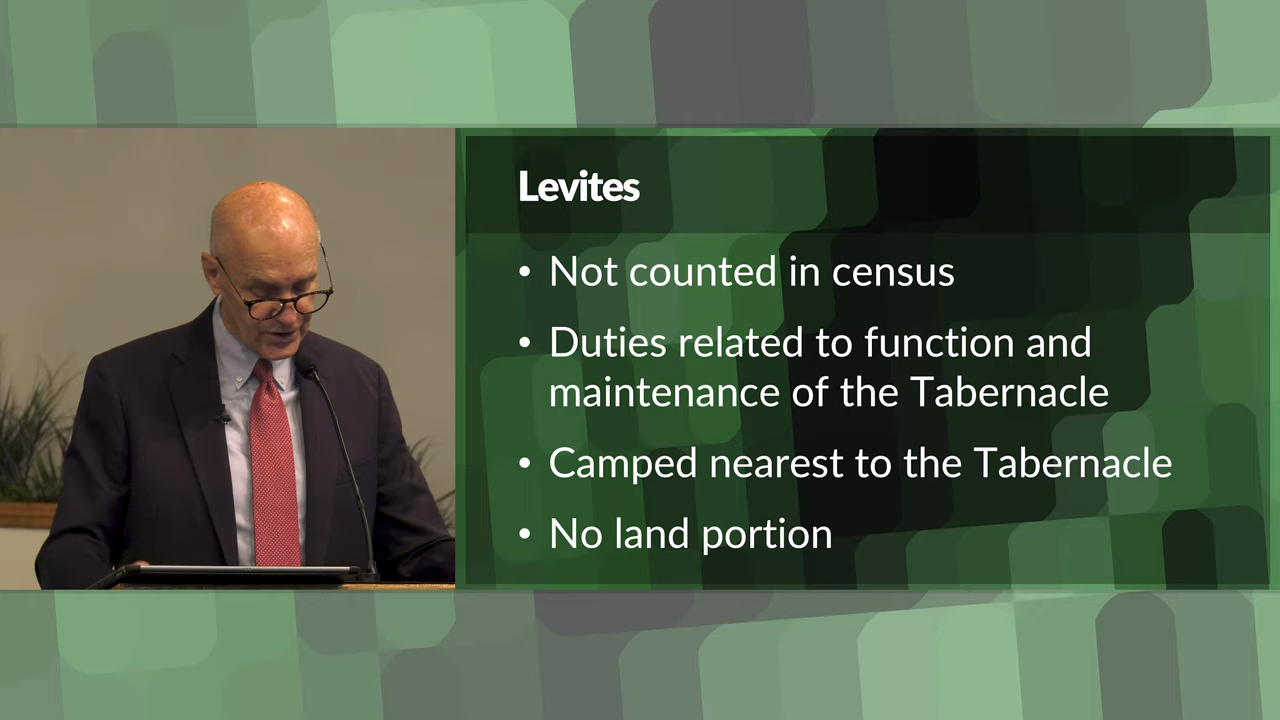 Levites
• Not counted in census
• Duties related to function and
maintenance of the Tabernacle
• Camped nearest to the Tabernacle
• No land portion